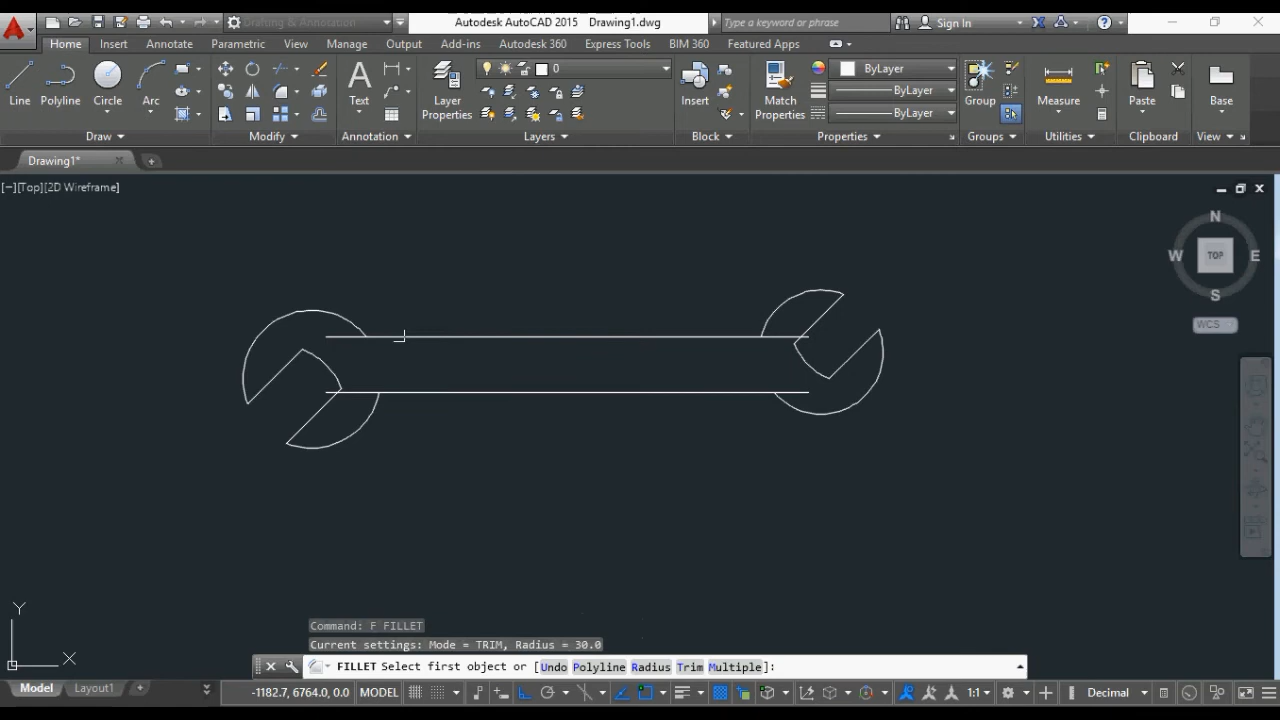 Drafting & Annotation
Autodesk AutoCAD 2015 Drawing1.dwg
Type a keyword or phrase
Sign In
Home Insert Annotate Parametric View Manage Output Add-ins Autodesk 360 Express Tools BIM 360 Featured Apps
Line Polyline Circle Arc
Text
Layer Properties
0
Insert
Match Properties
ByLayer
ByLayer
ByLayer
Group
Measure
Paste
Base
Draw Modify Annotation Layers Block Properties Groups Utilities Clipboard View
Drawing1*
[−][Top][2D Wireframe]
N
W TOP E
S
WCS
Y
X
Command: F FILLET
Current settings: Mode = TRIM, Radius = 30.0
FILLET Select first object or [Undo Polyline Radius Trim Multiple]:
Model Layout1
-1182.7, 6764.0, 0.0 MODEL
1:1
Decimal